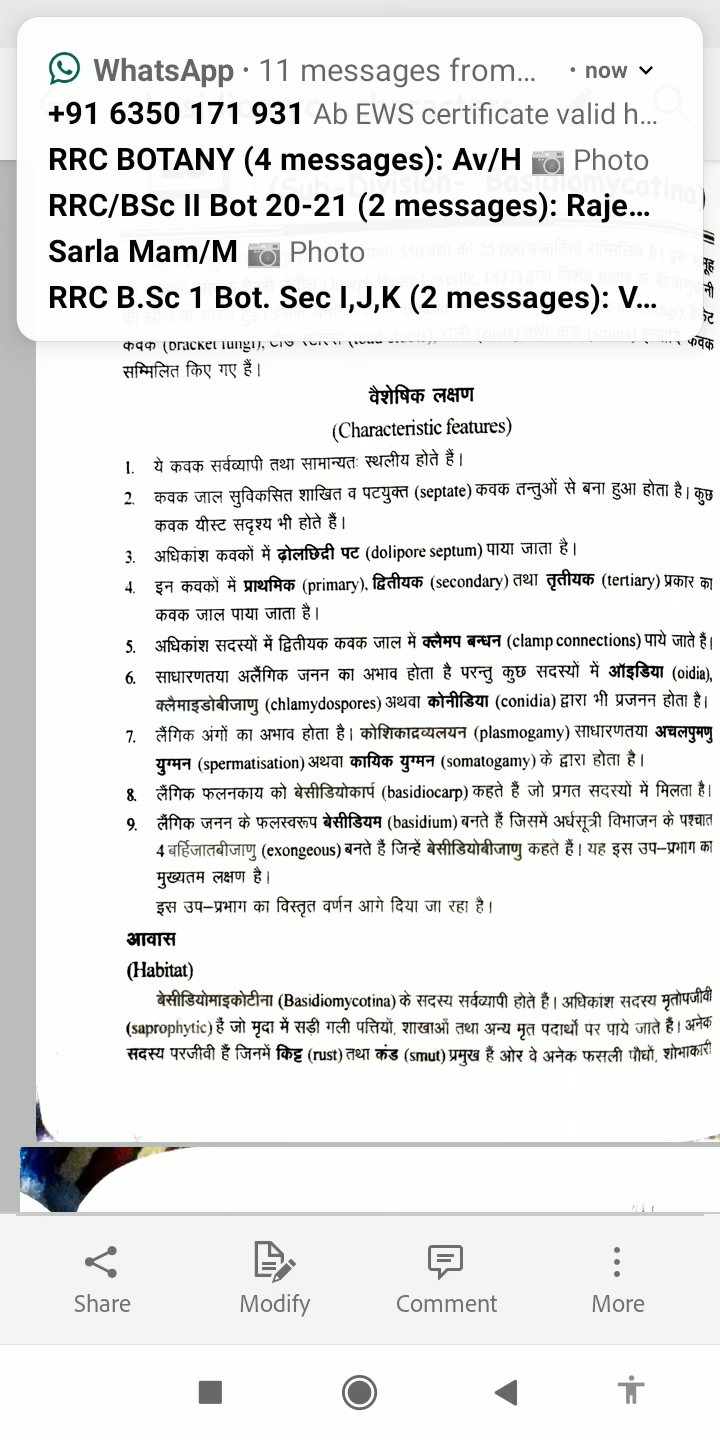 WhatsApp · 11 messages from... · now
+91 6350 171 931 Ab EWS certificate valid h...
RRC BOTANY (4 messages): Av/H 📷 Photo
RRC/BSc II Bot 20-21 (2 messages): Raje...
Sarla Mam/M 📷 Photo
RRC B.Sc 1 Bot. Sec I,J,K (2 messages): V...
(Sub-Division- Basidiomycotina)
कवक (bracket fungi),
कवक
सम्मिलित किए गए हैं।
वैशेषिक लक्षण
(Characteristic features)
1. ये कवक सर्वव्यापी तथा सामान्यतः स्थलीय होते हैं।
2. कवक जाल सुविकसित शाखित व पटयुक्त (septate) कवक तन्तुओं से बना हुआ होता है। कुछ
कवक यीस्ट सदृश्य भी होते हैं।
3. अधिकांश कवकों में ढ़ोलछिद्री पट (dolipore septum) पाया जाता है।
4. इन कवकों में प्राथमिक (primary), द्वितीयक (secondary) तथा तृतीयक (tertiary) प्रकार का
कवक जाल पाया जाता है।
5. अधिकांश सदस्यों में द्वितीयक कवक जाल में क्लैमप बन्धन (clamp connections) पाये जाते हैं।
6. साधारणतया अलैंगिक जनन का अभाव होता है परन्तु कुछ सदस्यों में ऑइडिया (oidia),
क्लैमाइडोबीजाणु (chlamydospores) अथवा कोनीडिया (conidia) द्वारा भी प्रजनन होता है।
7. लैंगिक अंगों का अभाव होता है। कोशिकाद्रव्यलयन (plasmogamy) साधारणतया अचलपुमणु
युग्मन (spermatisation) अथवा कायिक युग्मन (somatogamy) के द्वारा होता है।
8. लैंगिक फलनकाय को बेसीडियोकार्प (basidiocarp) कहते हैं जो प्रगत सदस्यों में मिलता है।
9. लैंगिक जनन के फलस्वरूप बेसीडियम (basidium) बनते हैं जिसमें अर्धसूत्री विभाजन के पश्चात
4 बर्हिजातबीजाणु (exongeous) बनते हैं जिन्हें बेसीडियोबीजाणु कहते हैं। यह इस उप-प्रभाग का
मुख्यतम लक्षण है।
इस उप-प्रभाग का विस्तृत वर्णन आगे दिया जा रहा है।
आवास
(Habitat)
बेसीडियोमाइकोटीना (Basidiomycotina) के सदस्य सर्वव्यापी होते हैं। अधिकांश सदस्य मृतोपजीवी
(saprophytic) हैं जो मृदा में सड़ी गली पत्तियों, शाखाओं तथा अन्य मृत पदार्थो पर पाये जाते हैं। अनेक
सदस्य परजीवी हैं जिनमें किट्ट (rust) तथा कंड (smut) प्रमुख हैं ओर वे अनेक फसली पौधों, शोभाकारी
Share Modify Comment More